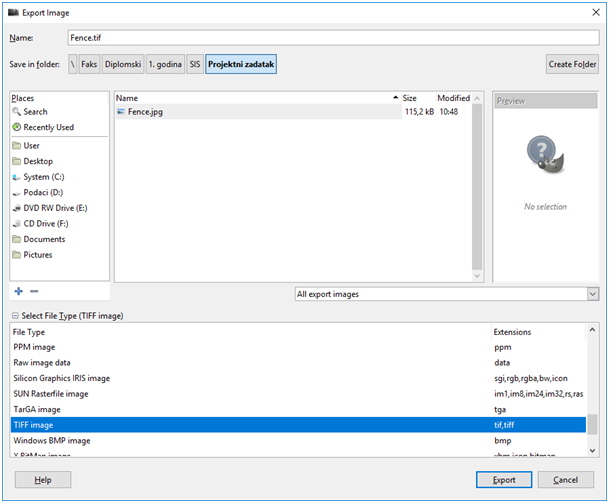 Export Image
Name: Fence.tif
Save in folder: \ Faks Diplomski 1. godina SIS Projektni zadatak Create Folder
Places
Search
Recently Used
User
Desktop
System (C:)
Podaci (D:)
DVD RW Drive (E:)
CD Drive (F:)
Documents
Pictures
Name Size Modified
Fence.jpg 115,2 kB 10:48
Preview
No selection
All export images
Select File Type (TIFF image)
File Type Extensions
PPM image ppm
Raw image data data
Silicon Graphics IRIS image sgi,rgb,rgba,bw,icon
SUN Rasterfile image im1,im8,im24,im32,rs,ras
TarGA image tga
TIFF image tif,tiff
Windows BMP image bmp
X BitMap image xbm,icon,bitmap
Help Export Cancel